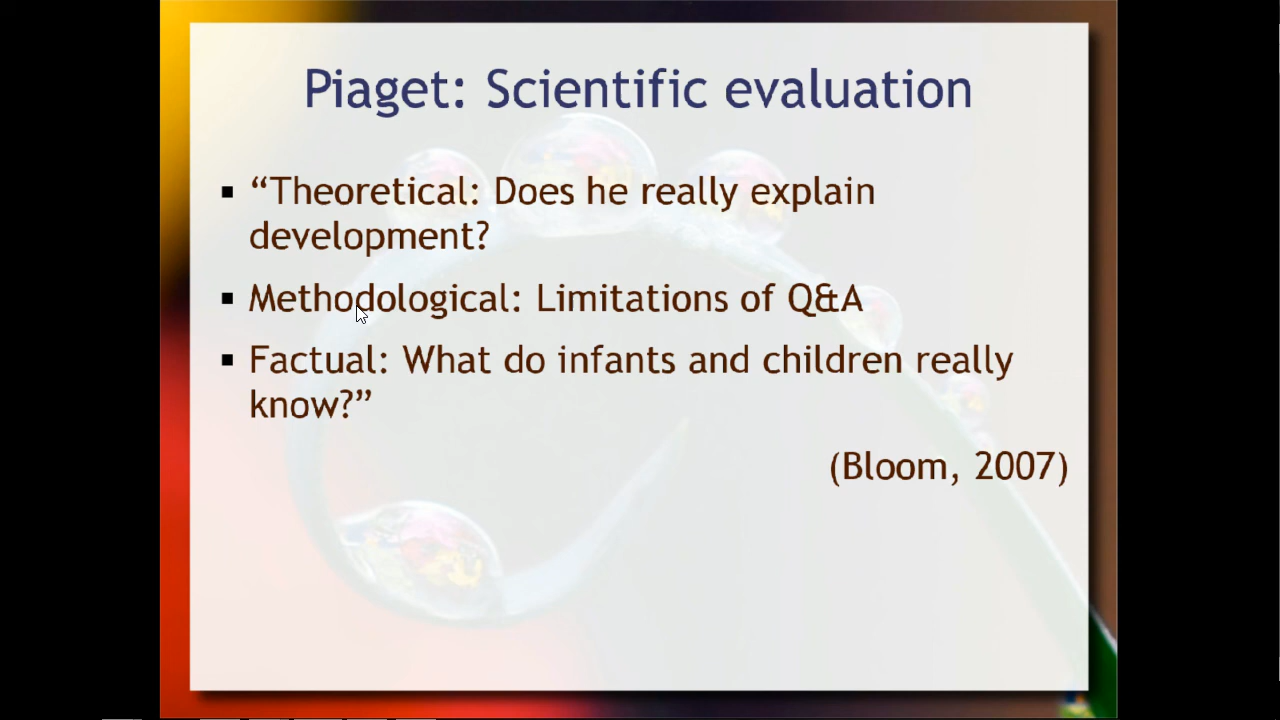 Piaget: Scientific evaluation
▪ “Theoretical: Does he really explain
development?
▪ Methodological: Limitations of Q&A
▪ Factual: What do infants and children really
know?”
(Bloom, 2007)